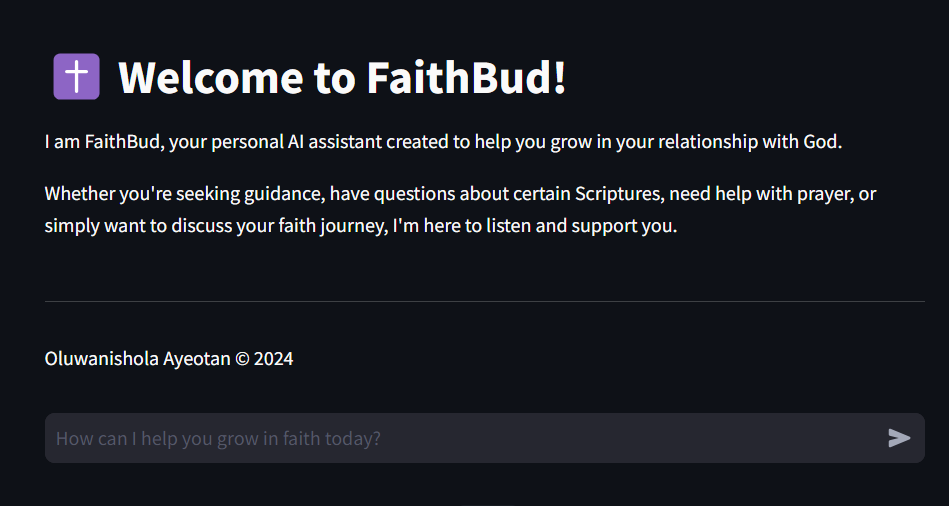 Welcome to FaithBud!
I am FaithBud, your personal AI assistant created to help you grow in your relationship with God.
Whether you're seeking guidance, have questions about certain Scriptures, need help with prayer, or
simply want to discuss your faith journey, I'm here to listen and support you.
Oluwanishola Ayeotan © 2024
How can I help you grow in faith today?